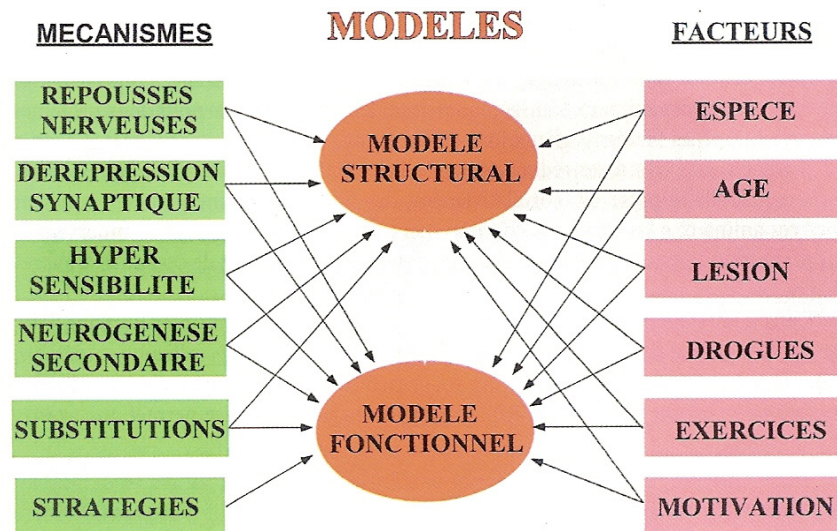 MECANISMES
MODELES
FACTEURS
REPOUSSES
NERVEUSES
DEREPRESSION
SYNAPTIQUE
HYPER
SENSIBILITE
NEUROGENESE
SECONDAIRE
SUBSTITUTIONS
STRATEGIES
MODELE
STRUCTURAL
MODELE
FONCTIONNEL
ESPECE
AGE
LESION
DROGUES
EXERCICES
MOTIVATION